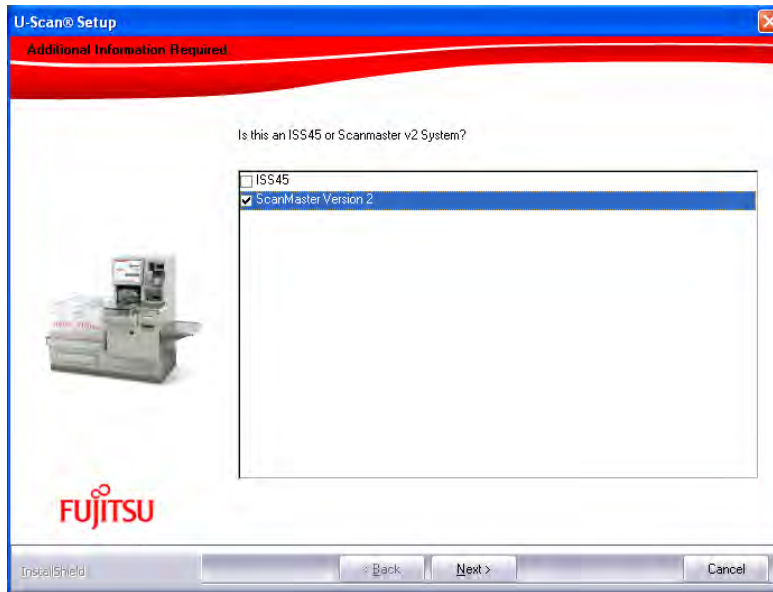 U-Scan® Setup
Additional Information Required
Is this an ISS45 or Scanmaster v2 System?
ISS45
ScanMaster Version 2
FUJITSU
InstallShield
< Back
Next >
Cancel